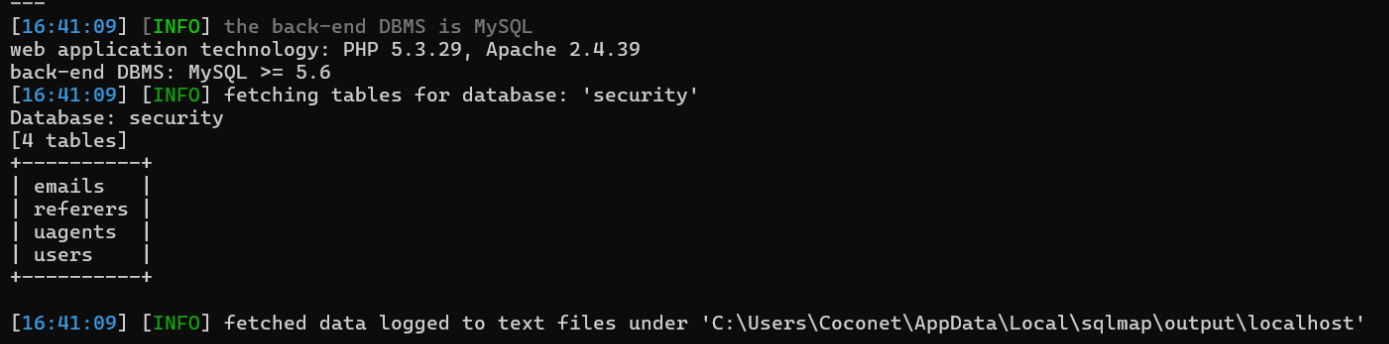 ---
[16:41:09] [INFO] the back-end DBMS is MySQL
web application technology: PHP 5.3.29, Apache 2.4.39
back-end DBMS: MySQL >= 5.6
[16:41:09] [INFO] fetching tables for database: 'security'
Database: security
[4 tables]
+----------+
| emails   |
| referers |
| uagents  |
| users    |
+----------+
[16:41:09] [INFO] fetched data logged to text files under 'C:\Users\Coconet\AppData\Local\sqlmap\output\localhost'